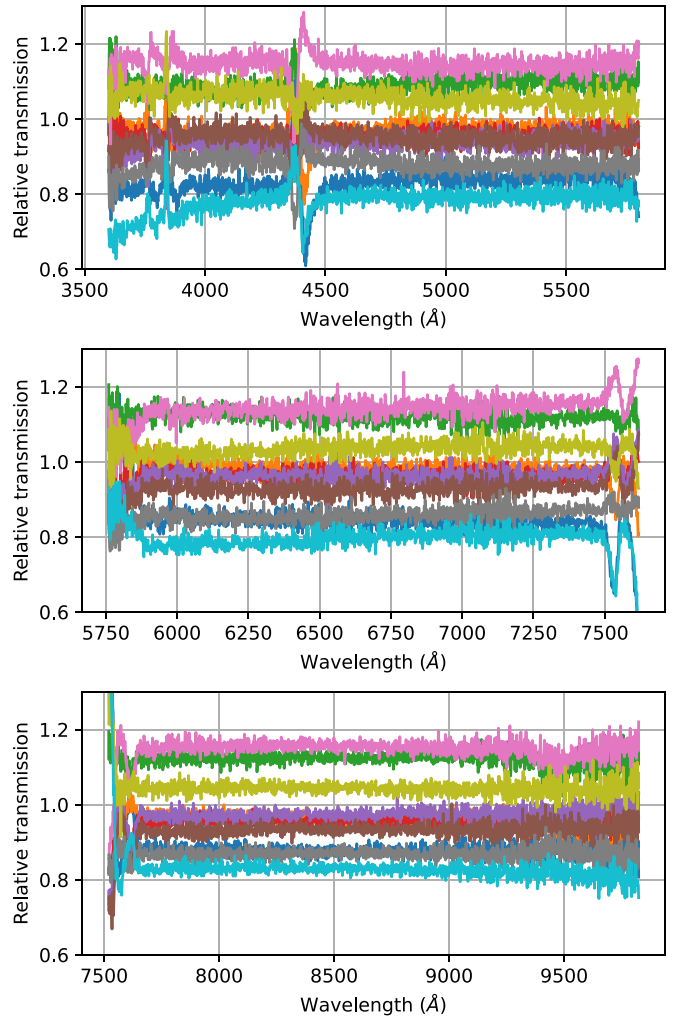 1.2
1.0
0.8
0.6
Relative transmission
3500 4000 4500 5000 5500
Wavelength (Å)
1.2
1.0
0.8
0.6
Relative transmission
5750 6000 6250 6500 6750 7000 7250 7500
Wavelength (Å)
1.2
1.0
0.8
0.6
Relative transmission
7500 8000 8500 9000 9500
Wavelength (Å)